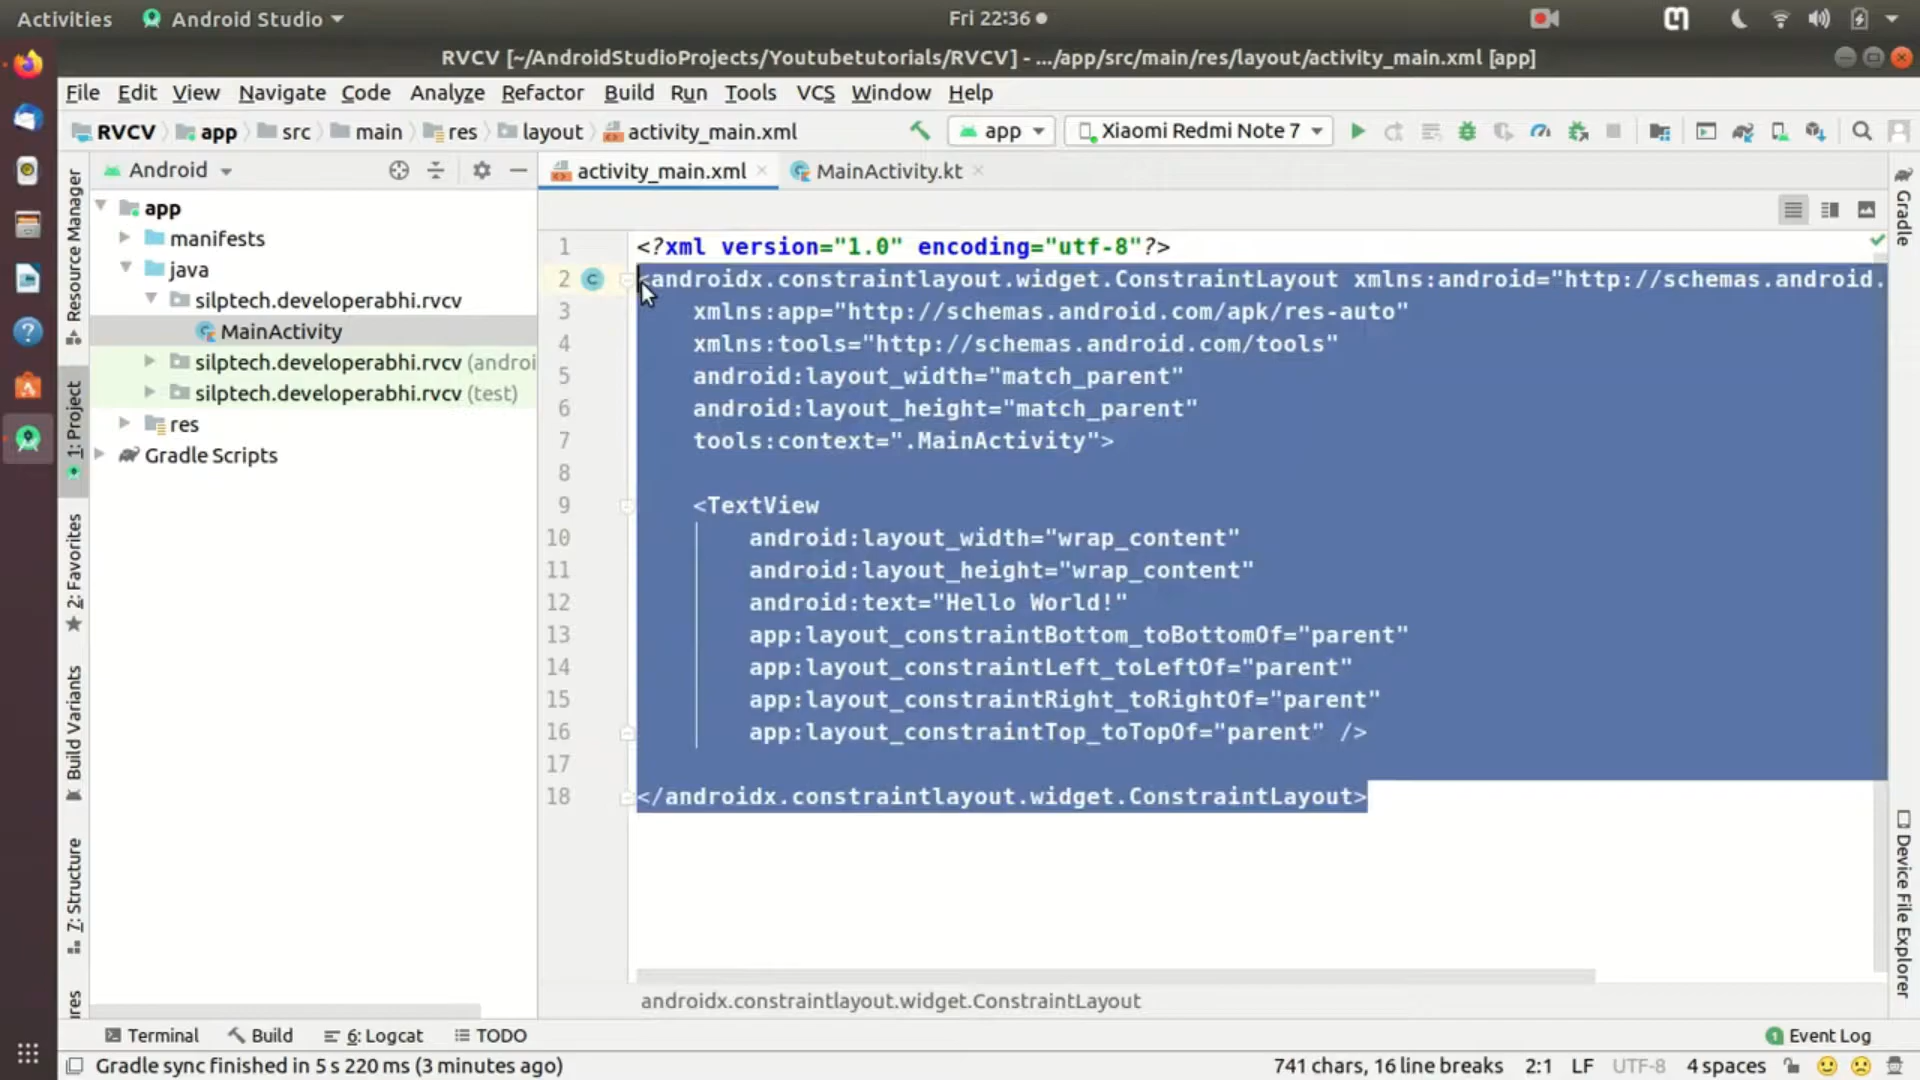 Activities Android Studio Fri 22:36
RVCV [~/AndroidStudioProjects/Youtubetutorials/RVCV] - .../app/src/main/res/layout/activity_main.xml [app]
File Edit View Navigate Code Analyze Refactor Build Run Tools VCS Window Help
RVCV app src main res layout activity_main.xml app Xiaomi Redmi Note 7
Android activity_main.xml MainActivity.kt
app
manifests
java
silptech.developerabhi.rvcv
MainActivity
silptech.developerabhi.rvcv (androi
silptech.developerabhi.rvcv (test)
res
Gradle Scripts
Resource Manager
1: Project
2: Favorites
Build Variants
7: Structure
1 <?xml version="1.0" encoding="utf-8"?>
2 C <androidx.constraintlayout.widget.ConstraintLayout xmlns:android="http://schemas.android.
3 xmlns:app="http://schemas.android.com/apk/res-auto"
4 xmlns:tools="http://schemas.android.com/tools"
5 android:layout_width="match_parent"
6 android:layout_height="match_parent"
7 tools:context=".MainActivity">
8
9 <TextView
10 android:layout_width="wrap_content"
11 android:layout_height="wrap_content"
12 android:text="Hello World!"
13 app:layout_constraintBottom_toBottomOf="parent"
14 app:layout_constraintLeft_toLeftOf="parent"
15 app:layout_constraintRight_toRightOf="parent"
16 app:layout_constraintTop_toTopOf="parent" />
17
18 </androidx.constraintlayout.widget.ConstraintLayout>
androidx.constraintlayout.widget.ConstraintLayout
Gradle
Device File Explorer
Terminal Build 6: Logcat TODO 1 Event Log
Gradle sync finished in 5 s 220 ms (3 minutes ago) 741 chars, 16 line breaks 2:1 LF UTF-8 4 spaces